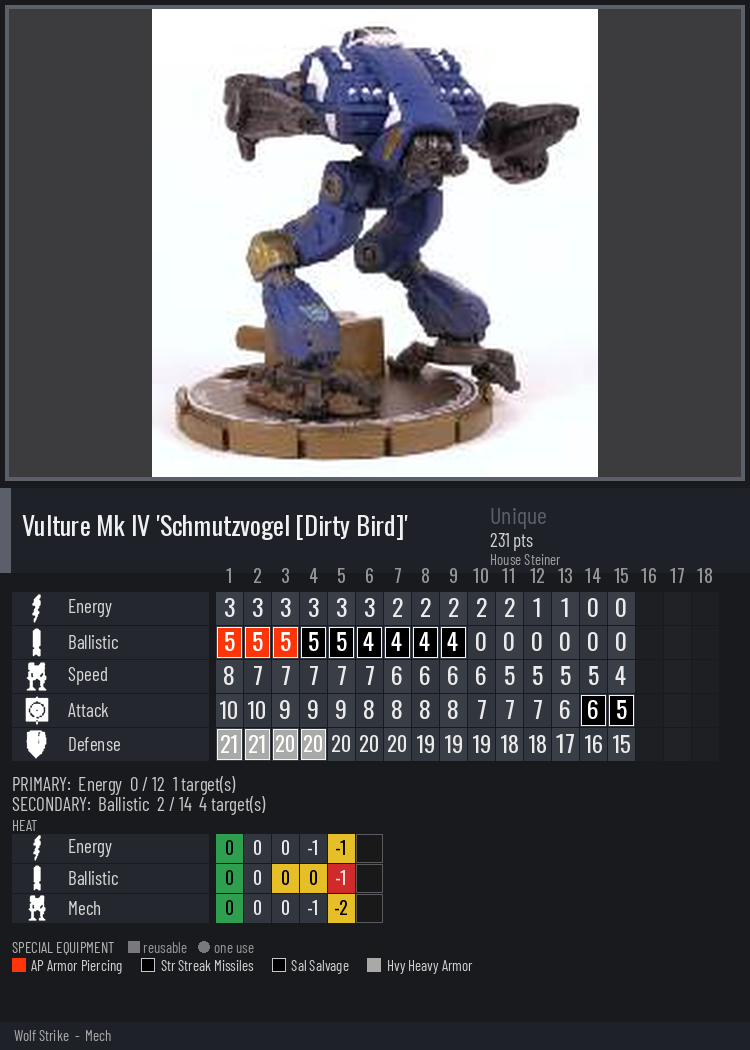 Vulture Mk IV 'Schmutzvogel [Dirty Bird]'
Unique
231 pts
House Steiner
1 2 3 4 5 6 7 8 9 10 11 12 13 14 15 16 17 18
Energy 3 3 3 3 3 3 2 2 2 2 2 1 1 0 0
Ballistic 5 5 5 5 5 4 4 4 4 0 0 0 0 0 0
Speed 8 7 7 7 7 7 6 6 6 6 5 5 5 5 4
Attack 10 10 9 9 9 8 8 8 8 7 7 7 6 6 5
Defense 21 21 20 20 20 20 20 19 19 19 18 18 17 16 15
PRIMARY: Energy 0 / 12 1 target(s)
SECONDARY: Ballistic 2 / 14 4 target(s)
HEAT
Energy 0 0 0 -1 -1
Ballistic 0 0 0 0 -1
Mech 0 0 0 -1 -2
SPECIAL EQUIPMENT reusable one use
AP Armor Piercing Str Streak Missiles Sal Salvage Hvy Heavy Armor
Wolf Strike - Mech